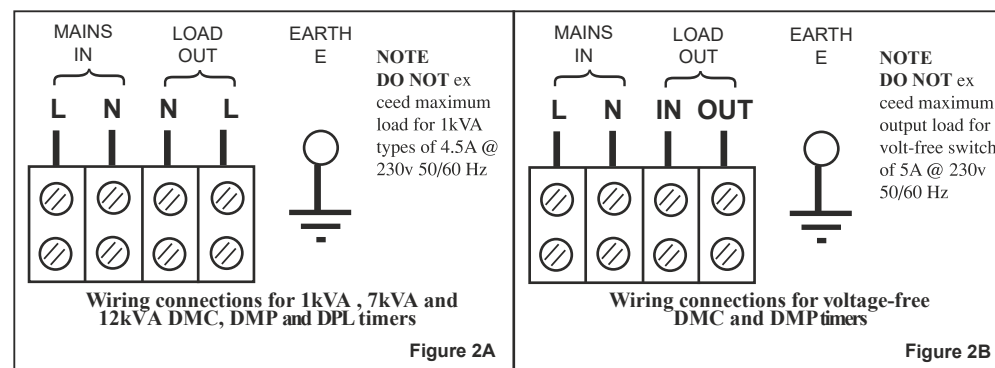 MAINS
IN
LOAD
OUT
EARTH
E
L N N L
NOTE
DO NOT ex
ceed maximum
load for 1kVA
types of 4.5A @
230v 50/60 Hz
Wiring connections for 1kVA , 7kVA and
12kVA DMC, DMP and DPL timers
Figure 2A
MAINS
IN
LOAD
OUT
EARTH
E
L N IN OUT
NOTE
DO NOT ex
ceed maximum
output load for
volt-free switch
of 5A @ 230v
50/60 Hz
Wiring connections for voltage-free
DMC and DMP timers
Figure 2B